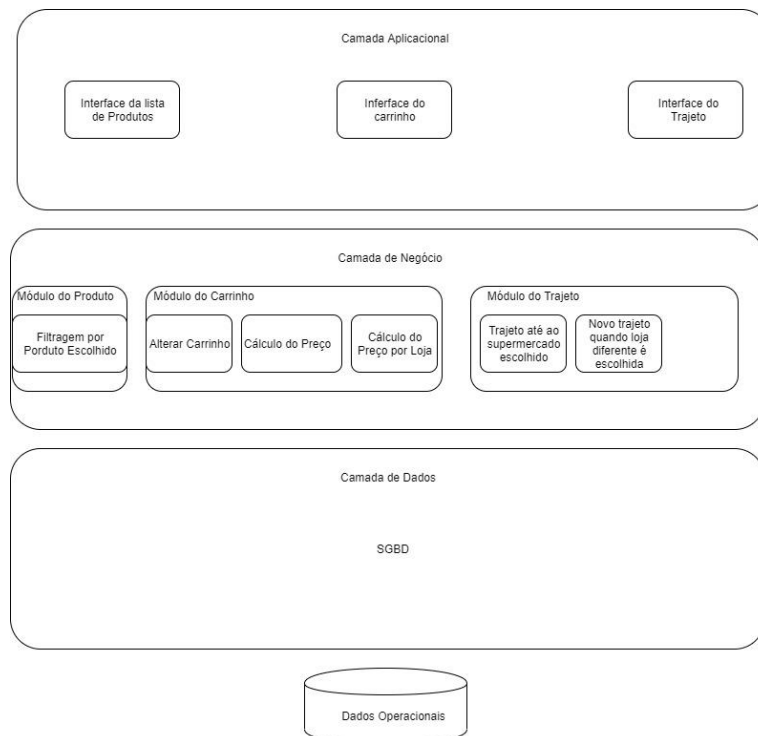 Camada Aplicacional
Interface da lista
de Produtos
Inferface do
carrinho
Interface do
Trajeto
Camada de Negócio
Módulo do Produto
Filtragem por
Porduto Escolhido
Módulo do Carrinho
Alterar Carrinho
Cálculo do Preço
Cálculo do
Preço por Loja
Módulo do Trajeto
Trajeto até ao
supermercado
escolhido
Novo trajeto
quando loja
diferente é
escolhida
Camada de Dados
SGBD
Dados Operacionais